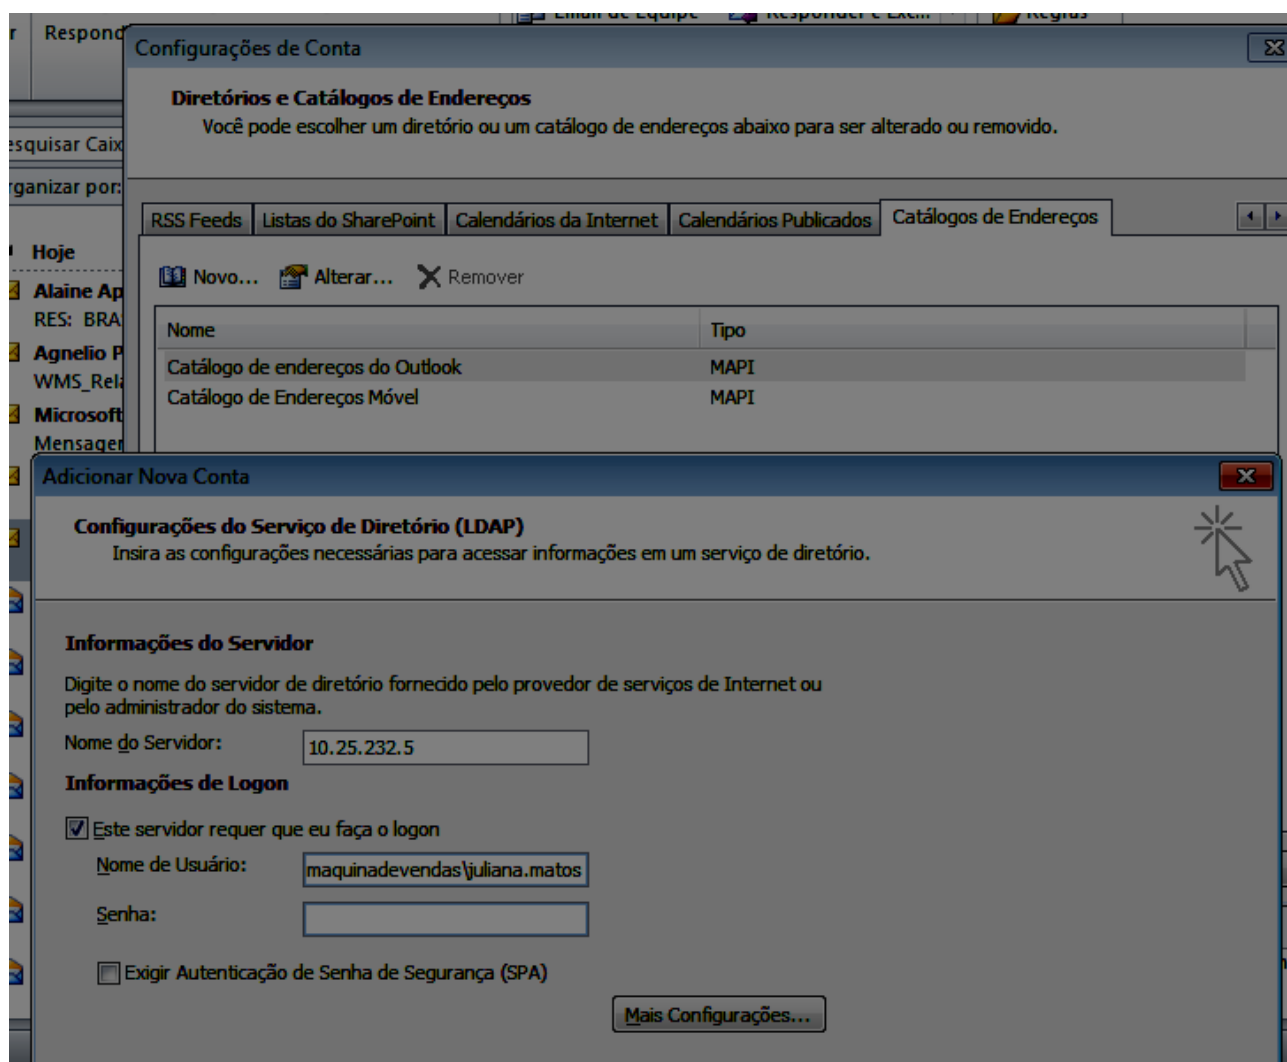 Email de Equipe Responder e Exc... Regras
r Respond
Configurações de Conta
Diretórios e Catálogos de Endereços
Você pode escolher um diretório ou um catálogo de endereços abaixo para ser alterado ou removido.
esquisar Caix
rganizar por:
RSS Feeds Listas do SharePoint Calendários da Internet Calendários Publicados Catálogos de Endereços
Hoje
Novo... Alterar... Remover
Alaine Ap
RES: BRA
Nome Tipo
Agnelio P
Catálogo de endereços do Outlook MAPI
WMS_Rela
Catálogo de Endereços Móvel MAPI
Microsoft
Mensager
Adicionar Nova Conta
Configurações do Serviço de Diretório (LDAP)
Insira as configurações necessárias para acessar informações em um serviço de diretório.
Informações do Servidor
Digite o nome do servidor de diretório fornecido pelo provedor de serviços de Internet ou
pelo administrador do sistema.
Nome do Servidor: 10.25.232.5
Informações de Logon
Este servidor requer que eu faça o logon
Nome de Usuário: maquinadevendas\juliana.matos
Senha:
Exigir Autenticação de Senha de Segurança (SPA)
Mais Configurações...